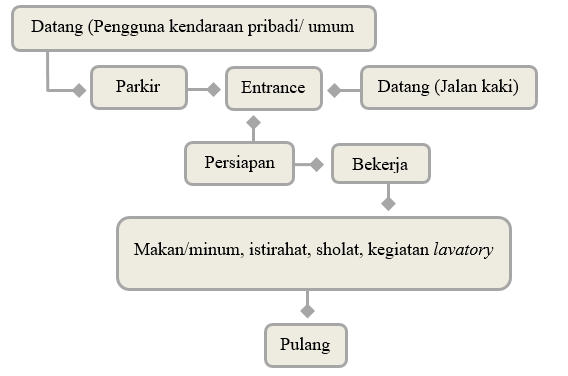 Datang (Pengguna kendaraan pribadi/ umum
Parkir
Entrance
Datang (Jalan kaki)
Persiapan
Bekerja
Makan/minum, istirahat, sholat, kegiatan lavatory
Pulang